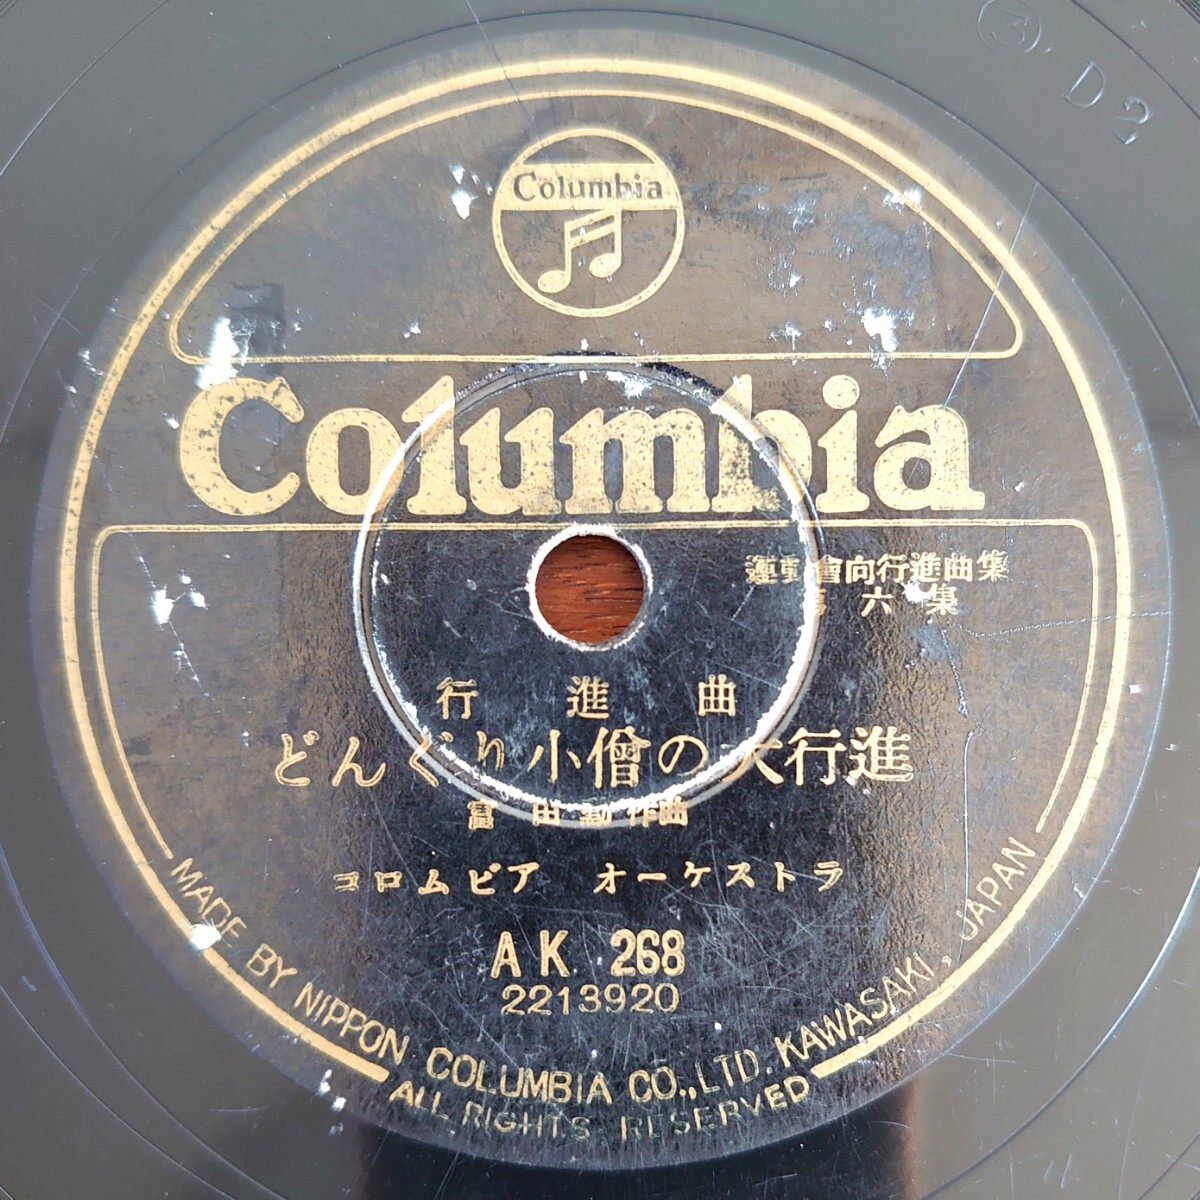 D2
Columbia
Columbia
運動會向行進曲集
第六集
行進曲
どんぐり小僧の大行進
冨田勲作曲
コロムビア オーケストラ
AK 268
2213920
MADE BY NIPPON COLUMBIA CO.,LTD. KAWASAKI, JAPAN
ALL RIGHTS RESERVED